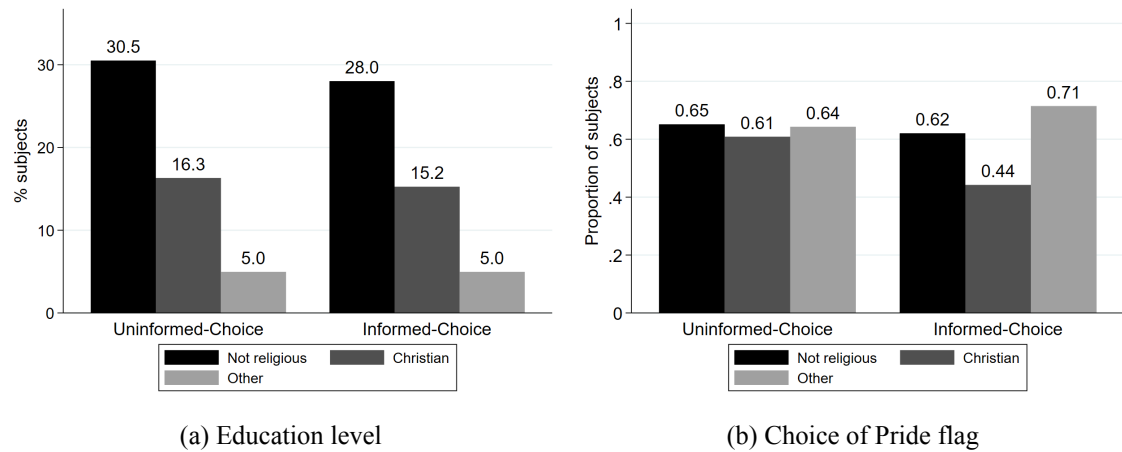 % subjects
30
20
10
0
30.5
16.3
5.0
28.0
15.2
5.0
Uninformed-Choice Informed-Choice
Not religious Christian
Other
(a) Education level
Proportion of subjects
1
.8
.6
.4
.2
0
0.65
0.61
0.64
0.62
0.44
0.71
Uninformed-Choice Informed-Choice
Not religious Christian
Other
(b) Choice of Pride flag